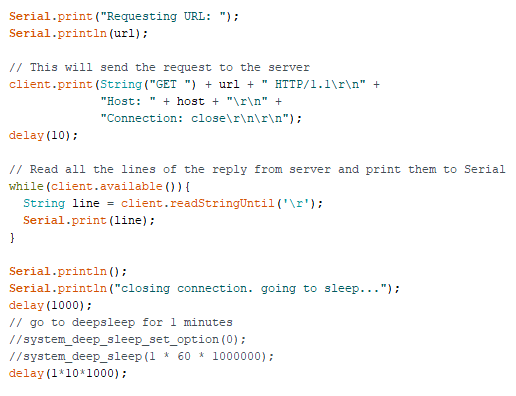 Serial.print("Requesting URL: ");
Serial.println(url);

// This will send the request to the server
client.print(String("GET ") + url + " HTTP/1.1\r\n" +
             "Host: " + host + "\r\n" +
             "Connection: close\r\n\r\n");
delay(10);

// Read all the lines of the reply from server and print them to Serial
while(client.available()){
  String line = client.readStringUntil('\r');
  Serial.print(line);
}

Serial.println();
Serial.println("closing connection. going to sleep...");
delay(1000);
// go to deepsleep for 1 minutes
//system_deep_sleep_set_option(0);
//system_deep_sleep(1 * 60 * 1000000);
delay(1*10*1000);